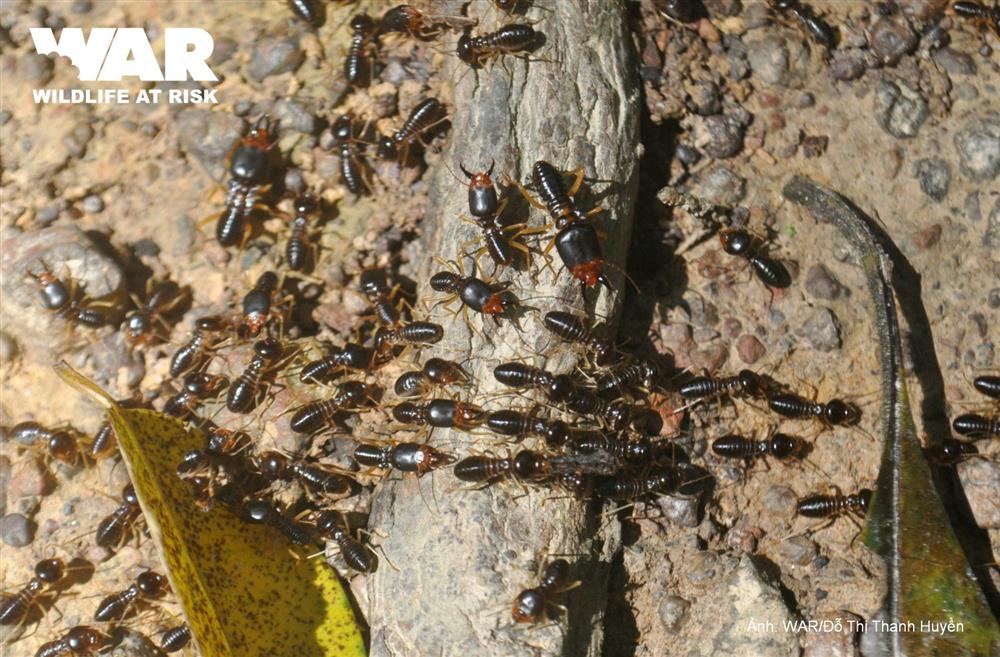 WAR
WILDLIFE AT RISK
Ảnh: WAR/Đỗ Thị Thanh Huyền